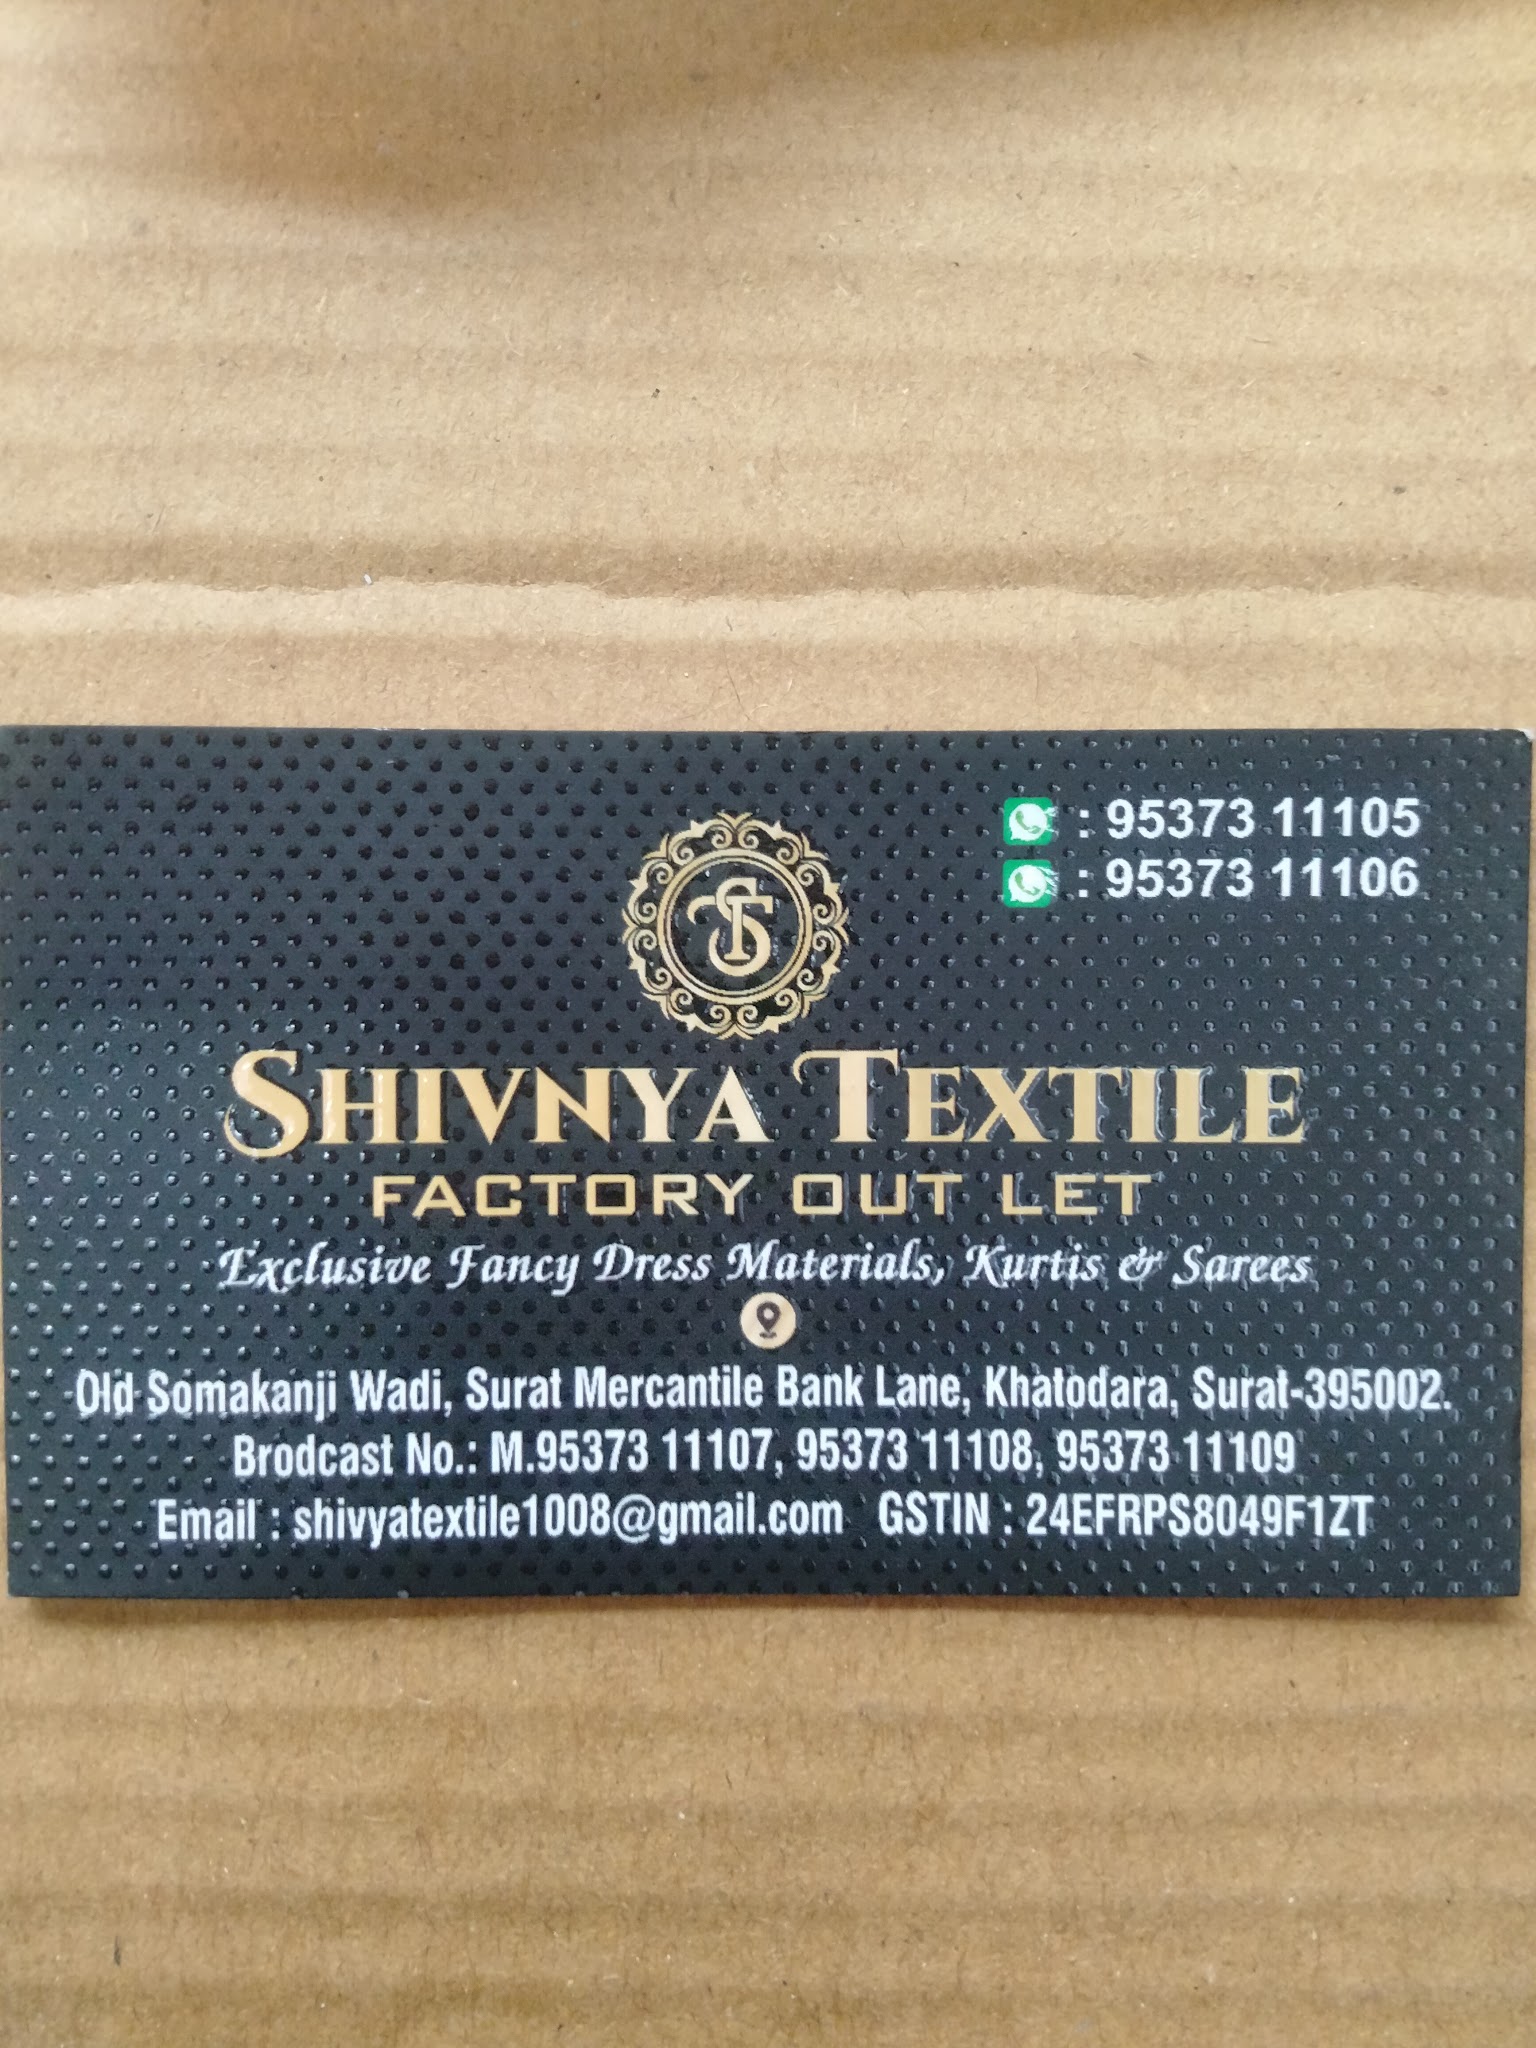 : 95373 11105
: 95373 11106
STS
SHIVNYA TEXTILE
FACTORY OUT LET
Exclusive Fancy Dress Materials, Kurtis & Sarees
Old Somakanji Wadi, Surat Mercantile Bank Lane, Khatodara, Surat-395002.
Brodcast No.: M.95373 11107, 95373 11108, 95373 11109
Email : shivyatextile1008@gmail.com GSTIN : 24EFRPS8049F1ZT